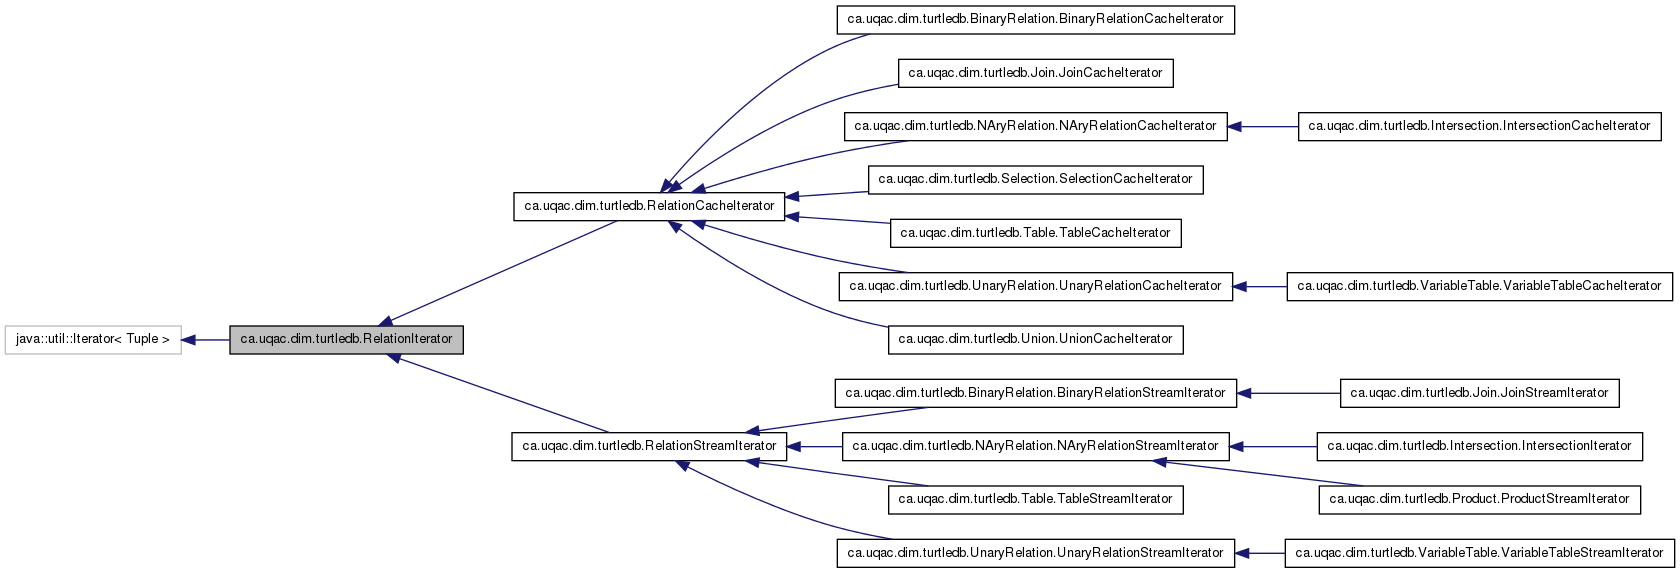 ca.uqac.dim.turtledb.BinaryRelation.BinaryRelationCacheIterator
ca.uqac.dim.turtledb.Join.JoinCacheIterator
ca.uqac.dim.turtledb.NAryRelation.NAryRelationCacheIterator
ca.uqac.dim.turtledb.Intersection.IntersectionCacheIterator
ca.uqac.dim.turtledb.Selection.SelectionCacheIterator
ca.uqac.dim.turtledb.RelationCacheIterator
ca.uqac.dim.turtledb.Table.TableCacheIterator
ca.uqac.dim.turtledb.UnaryRelation.UnaryRelationCacheIterator
ca.uqac.dim.turtledb.VariableTable.VariableTableCacheIterator
java::util::Iterator< Tuple >
ca.uqac.dim.turtledb.RelationIterator
ca.uqac.dim.turtledb.Union.UnionCacheIterator
ca.uqac.dim.turtledb.BinaryRelation.BinaryRelationStreamIterator
ca.uqac.dim.turtledb.Join.JoinStreamIterator
ca.uqac.dim.turtledb.RelationStreamIterator
ca.uqac.dim.turtledb.NAryRelation.NAryRelationStreamIterator
ca.uqac.dim.turtledb.Intersection.IntersectionIterator
ca.uqac.dim.turtledb.Table.TableStreamIterator
ca.uqac.dim.turtledb.Product.ProductStreamIterator
ca.uqac.dim.turtledb.UnaryRelation.UnaryRelationStreamIterator
ca.uqac.dim.turtledb.VariableTable.VariableTableStreamIterator